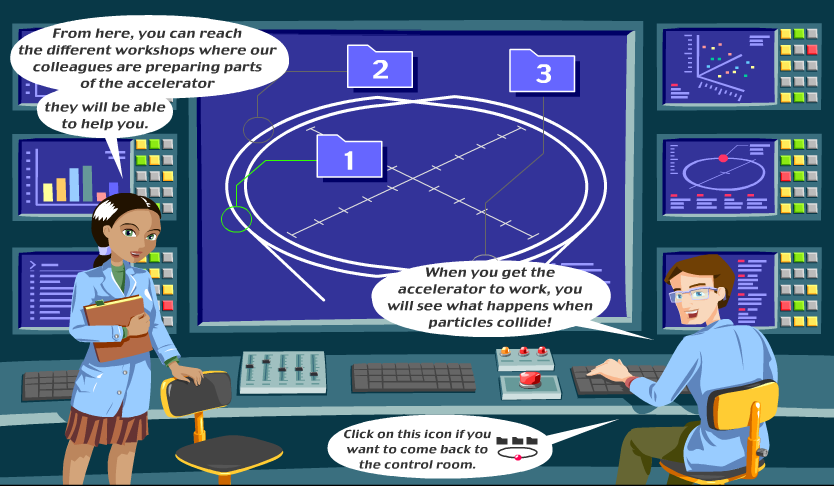 From here, you can reach
the different workshops where our
colleagues are preparing parts
of the accelerator
they will be able
to help you.
2
3
1
When you get the
accelerator to work, you
will see what happens when
particles collide!
Click on this icon if you
want to come back to
the control room.